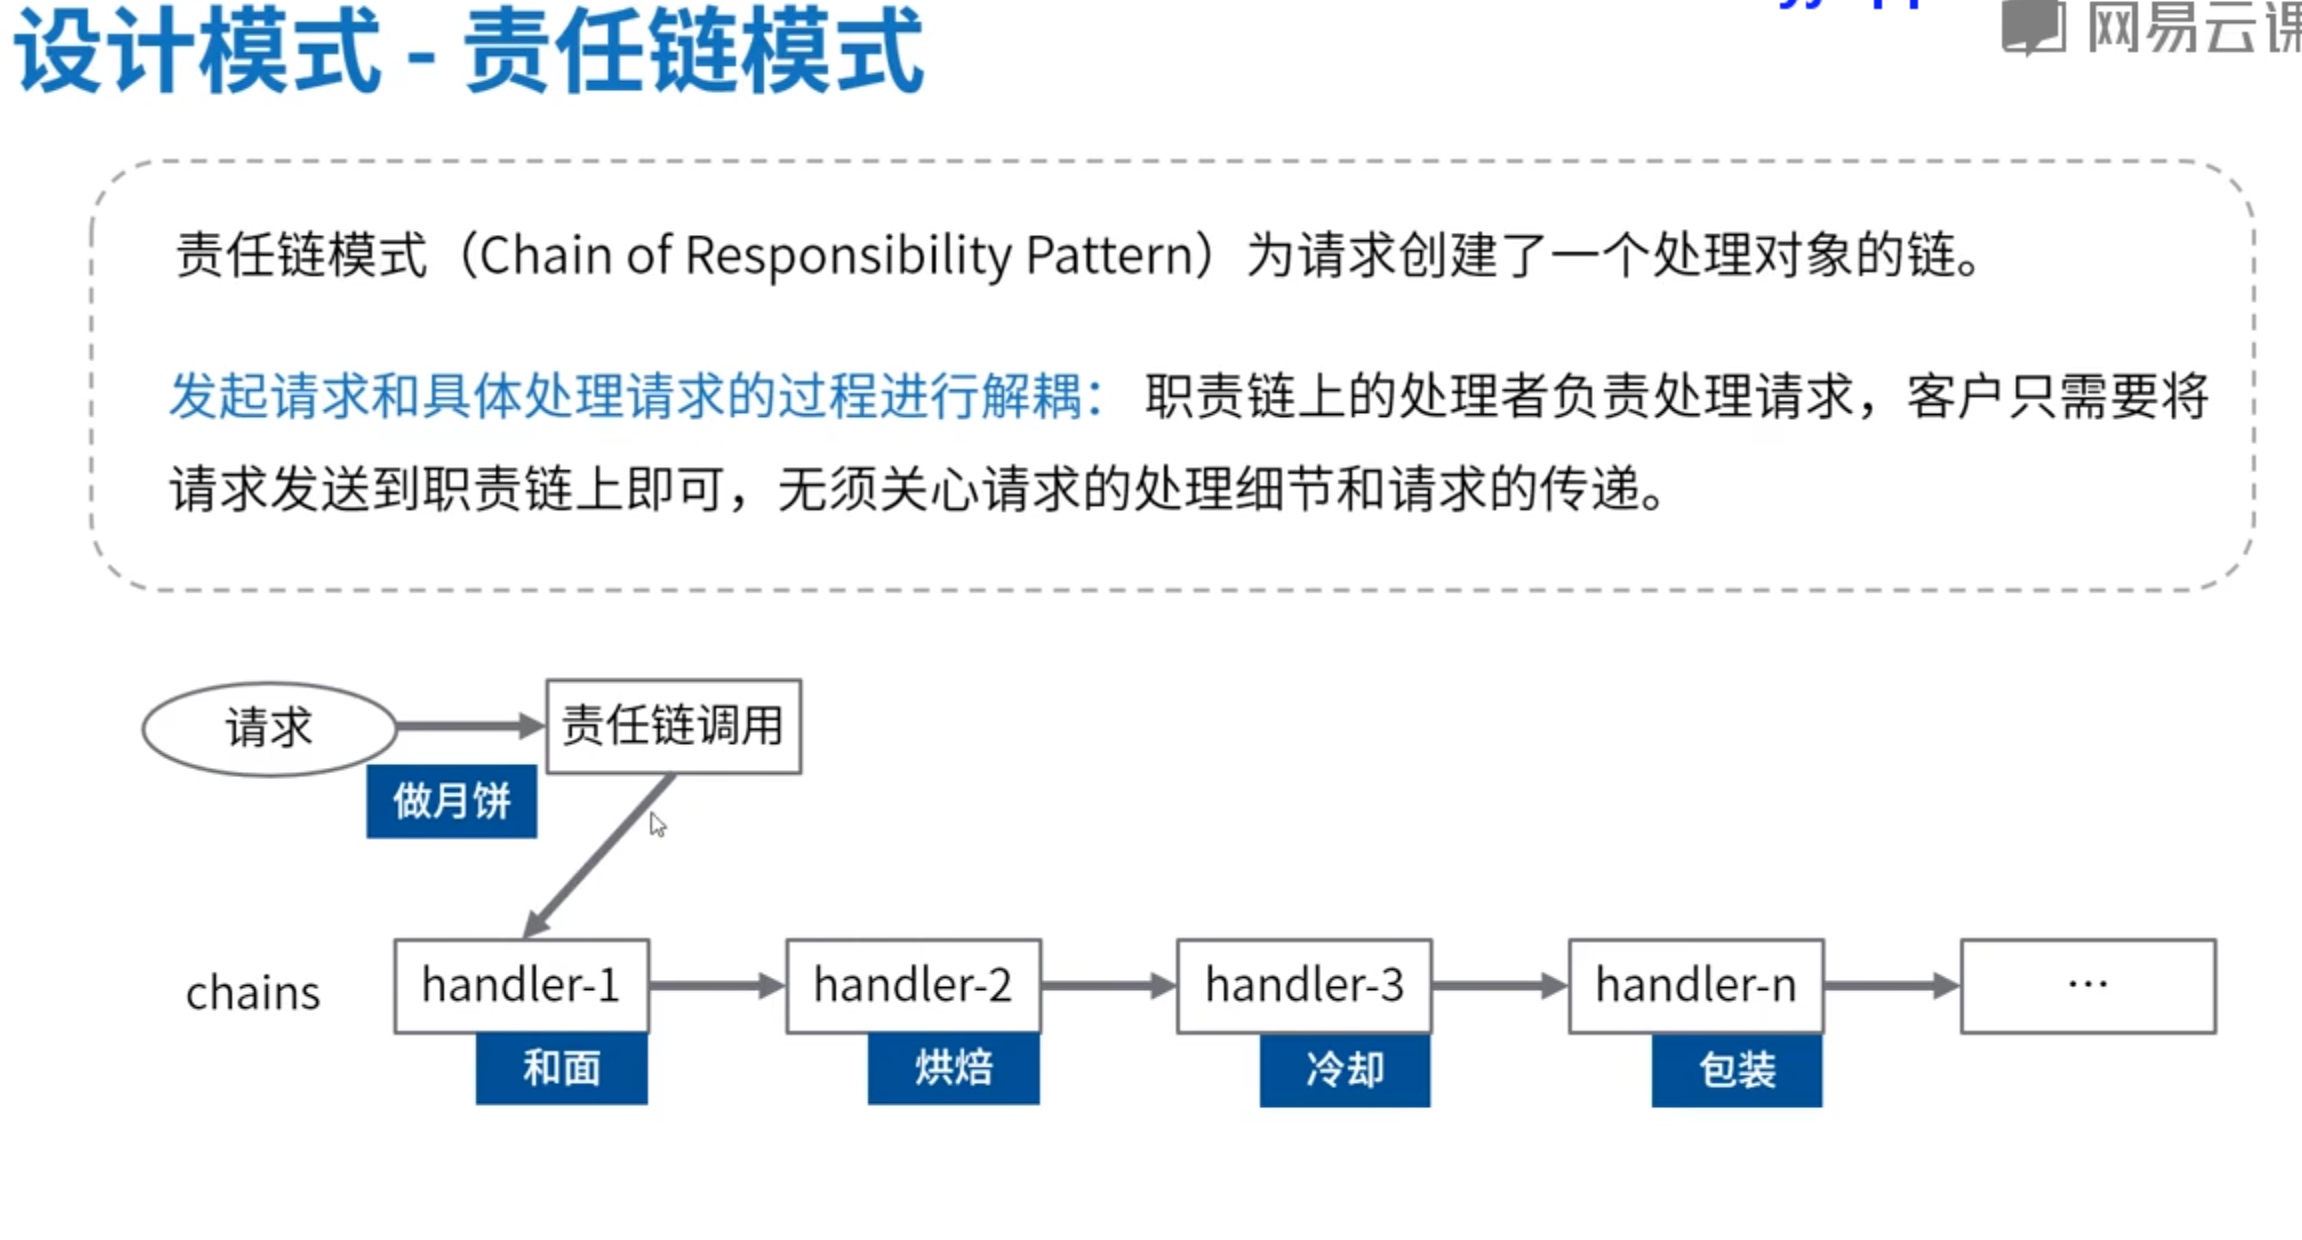 设计模式 - 责任链模式
网易云课
责任链模式（Chain of Responsibility Pattern）为请求创建了一个处理对象的链。
发起请求和具体处理请求的过程进行解耦： 职责链上的处理者负责处理请求，客户只需要将
请求发送到职责链上即可，无须关心请求的处理细节和请求的传递。
请求
责任链调用
做月饼
chains
handler-1
handler-2
handler-3
handler-n
...
和面
烘焙
冷却
包装